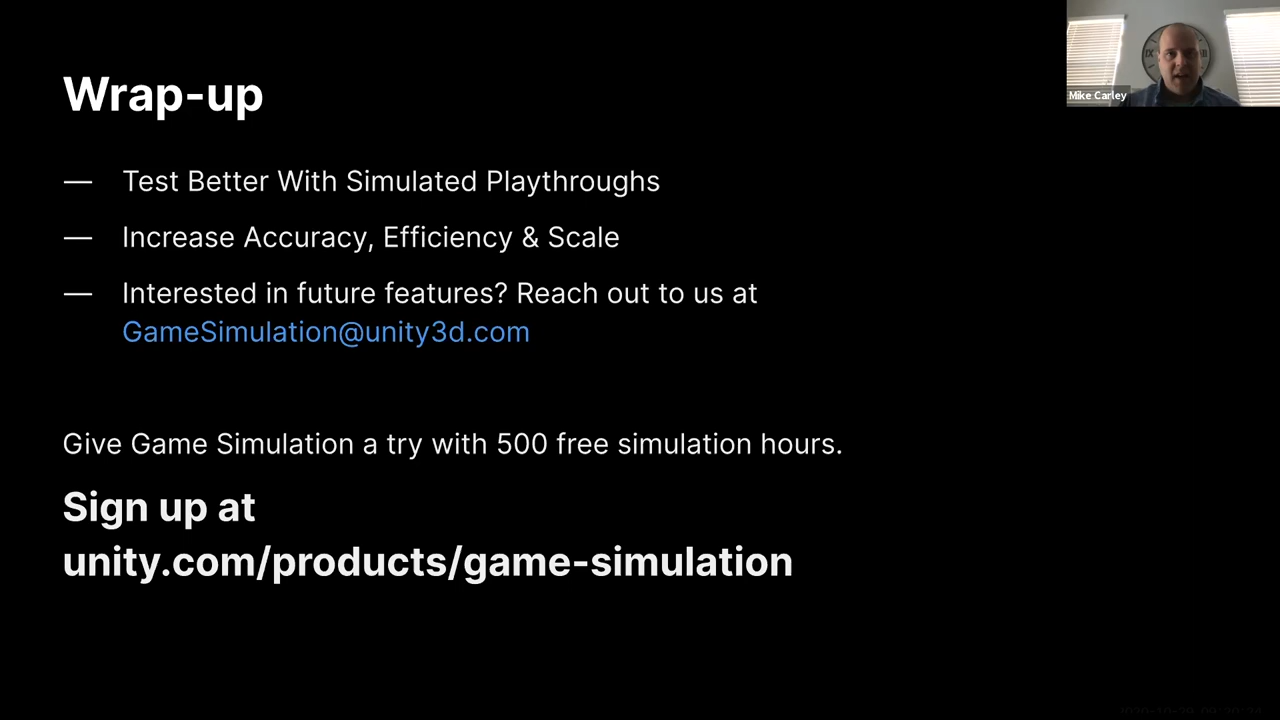 Wrap-up
Mike Carley
— Test Better With Simulated Playthroughs
— Increase Accuracy, Efficiency & Scale
— Interested in future features? Reach out to us at
GameSimulation@unity3d.com
Give Game Simulation a try with 500 free simulation hours.
Sign up at
unity.com/products/game-simulation